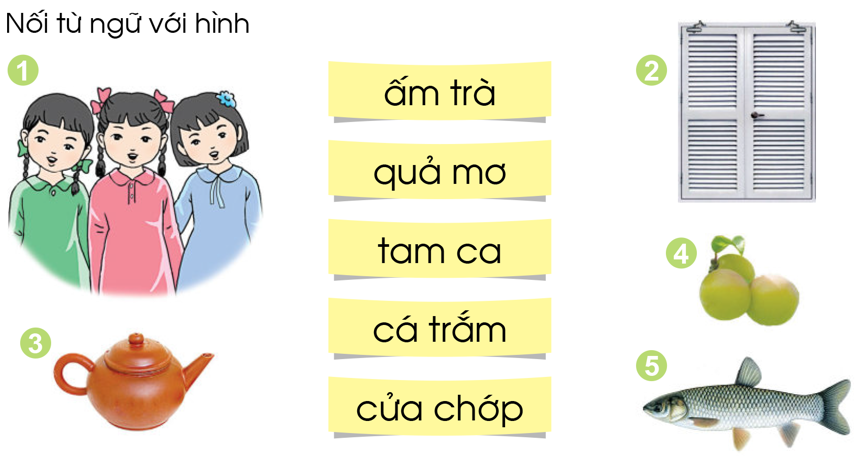 Nối từ ngữ với hình
1
2
ấm trà
quả mơ
tam ca
4
cá trắm
3
5
cửa chớp